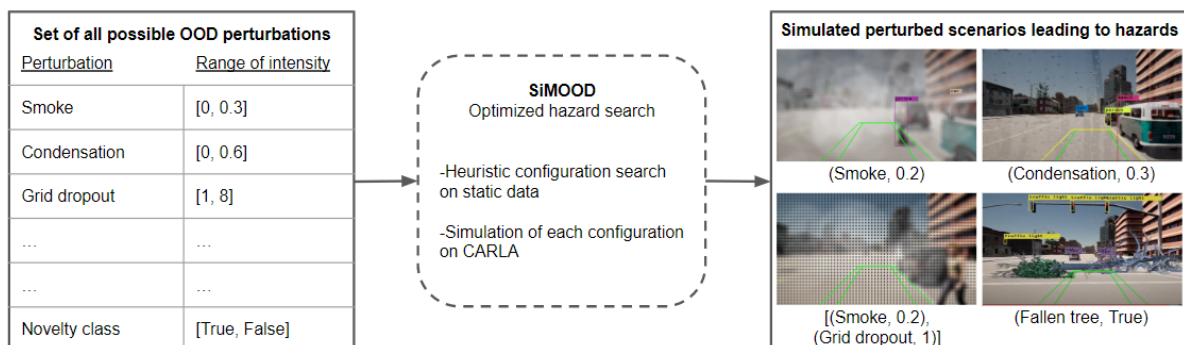 Set of all possible OOD perturbations
Perturbation Range of intensity
Smoke [0, 0.3]
Condensation [0, 0.6]
Grid dropout [1, 8]
... ...
... ...
Novelty class [True, False]
SiMOOD
Optimized hazard search
-Heuristic configuration search
on static data
-Simulation of each configuration
on CARLA
Simulated perturbed scenarios leading to hazards
(Smoke, 0.2)
(Condensation, 0.3)
traffic light
[(Smoke, 0.2),
(Grid dropout, 1)]
(Fallen tree, True)